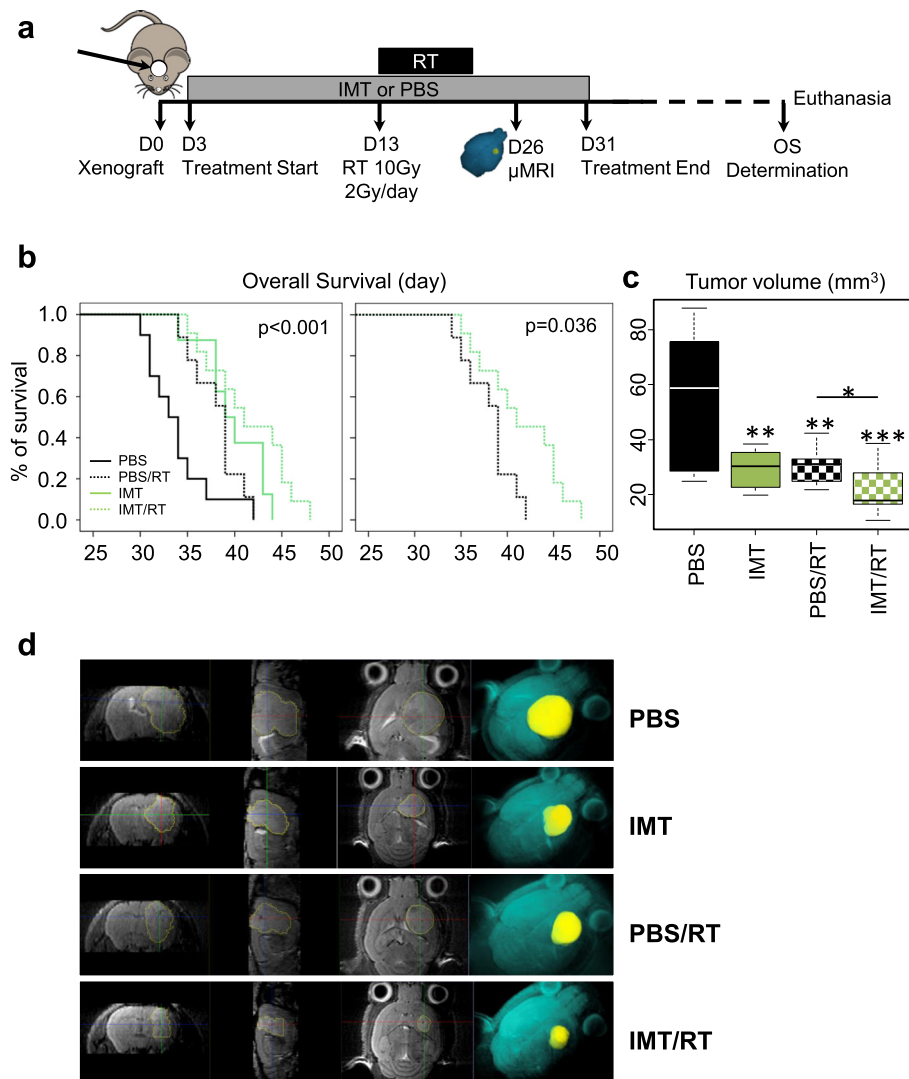 a
RT
IMT or PBS
Euthanasia
D0 D3 D13 D26 D31 OS
Xenograft Treatment Start RT 10Gy µMRI Treatment End Determination
2Gy/day
b
Overall Survival (day)
% of survival
1.0
0.8
0.6
0.4
0.2
0.0
p<0.001
PBS
PBS/RT
IMT
IMT/RT
25 30 35 40 45 50
p=0.036
25 30 35 40 45 50
c
Tumor volume (mm³)
80
60
40
20
** ** * ***
PBS IMT PBS/RT IMT/RT
d
PBS
IMT
PBS/RT
IMT/RT